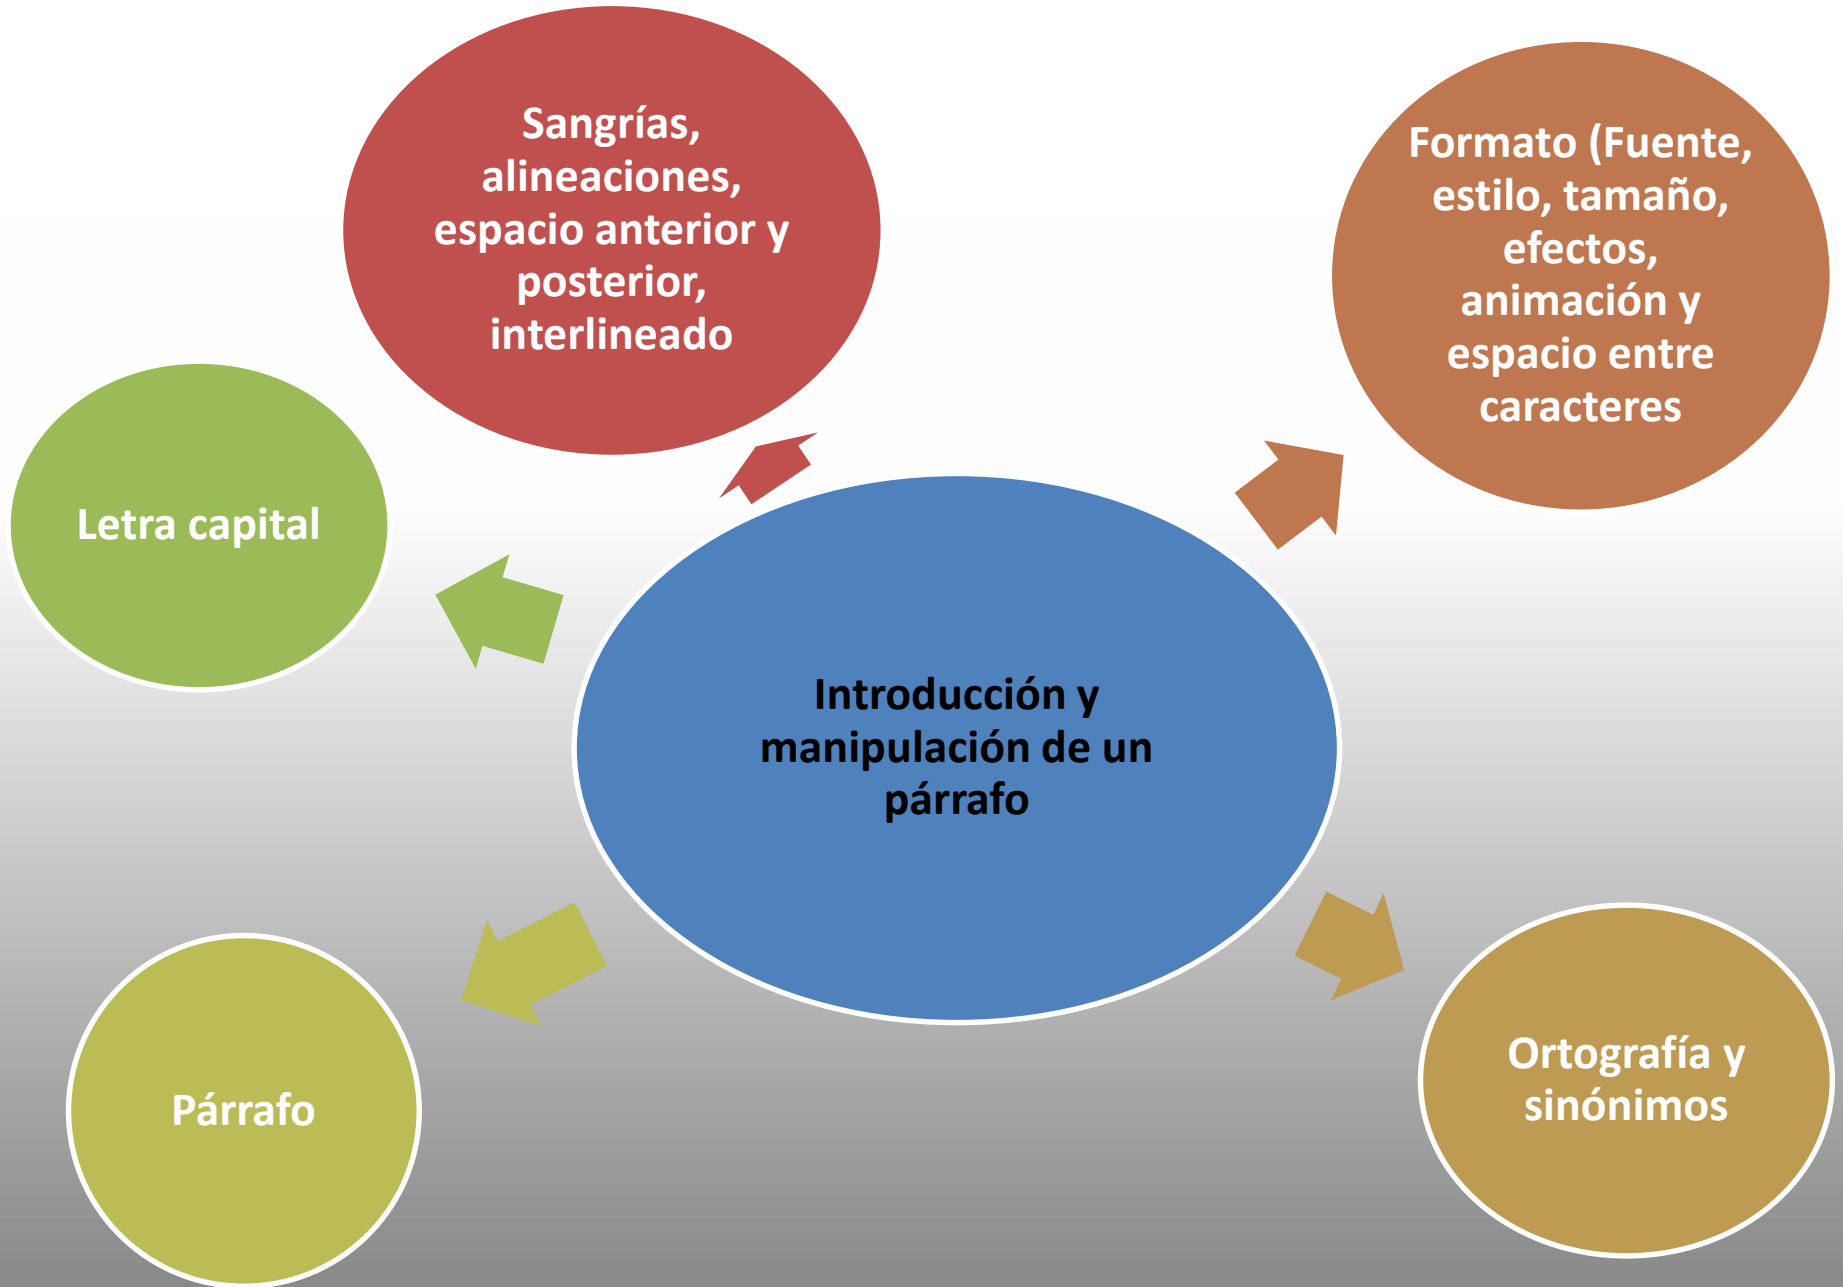 Sangrías,
alineaciones,
espacio anterior y
posterior,
interlineado
Formato (Fuente,
estilo, tamaño,
efectos,
animación y
espacio entre
caracteres
Letra capital
Introducción y
manipulación de un
párrafo
Párrafo
Ortografía y
sinónimos